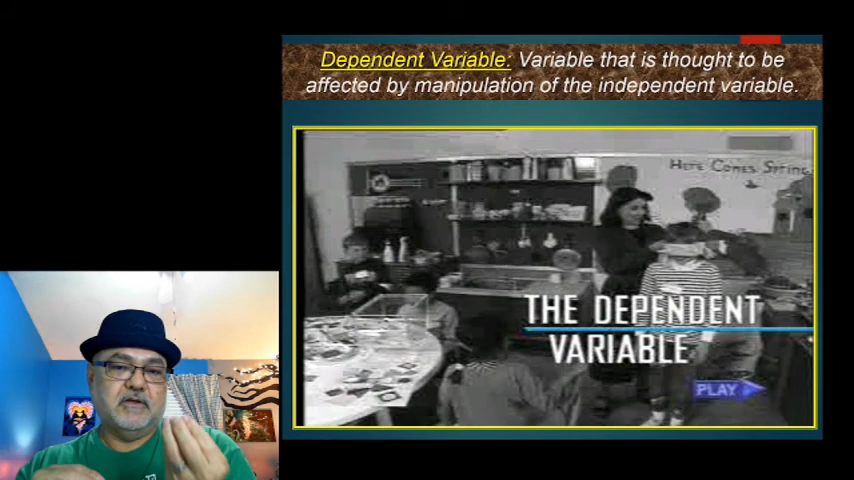 Dependent Variable: Variable that is thought to be
affected by manipulation of the independent variable.
HERE COMES SPRING
THE DEPENDENT
VARIABLE
PLAY